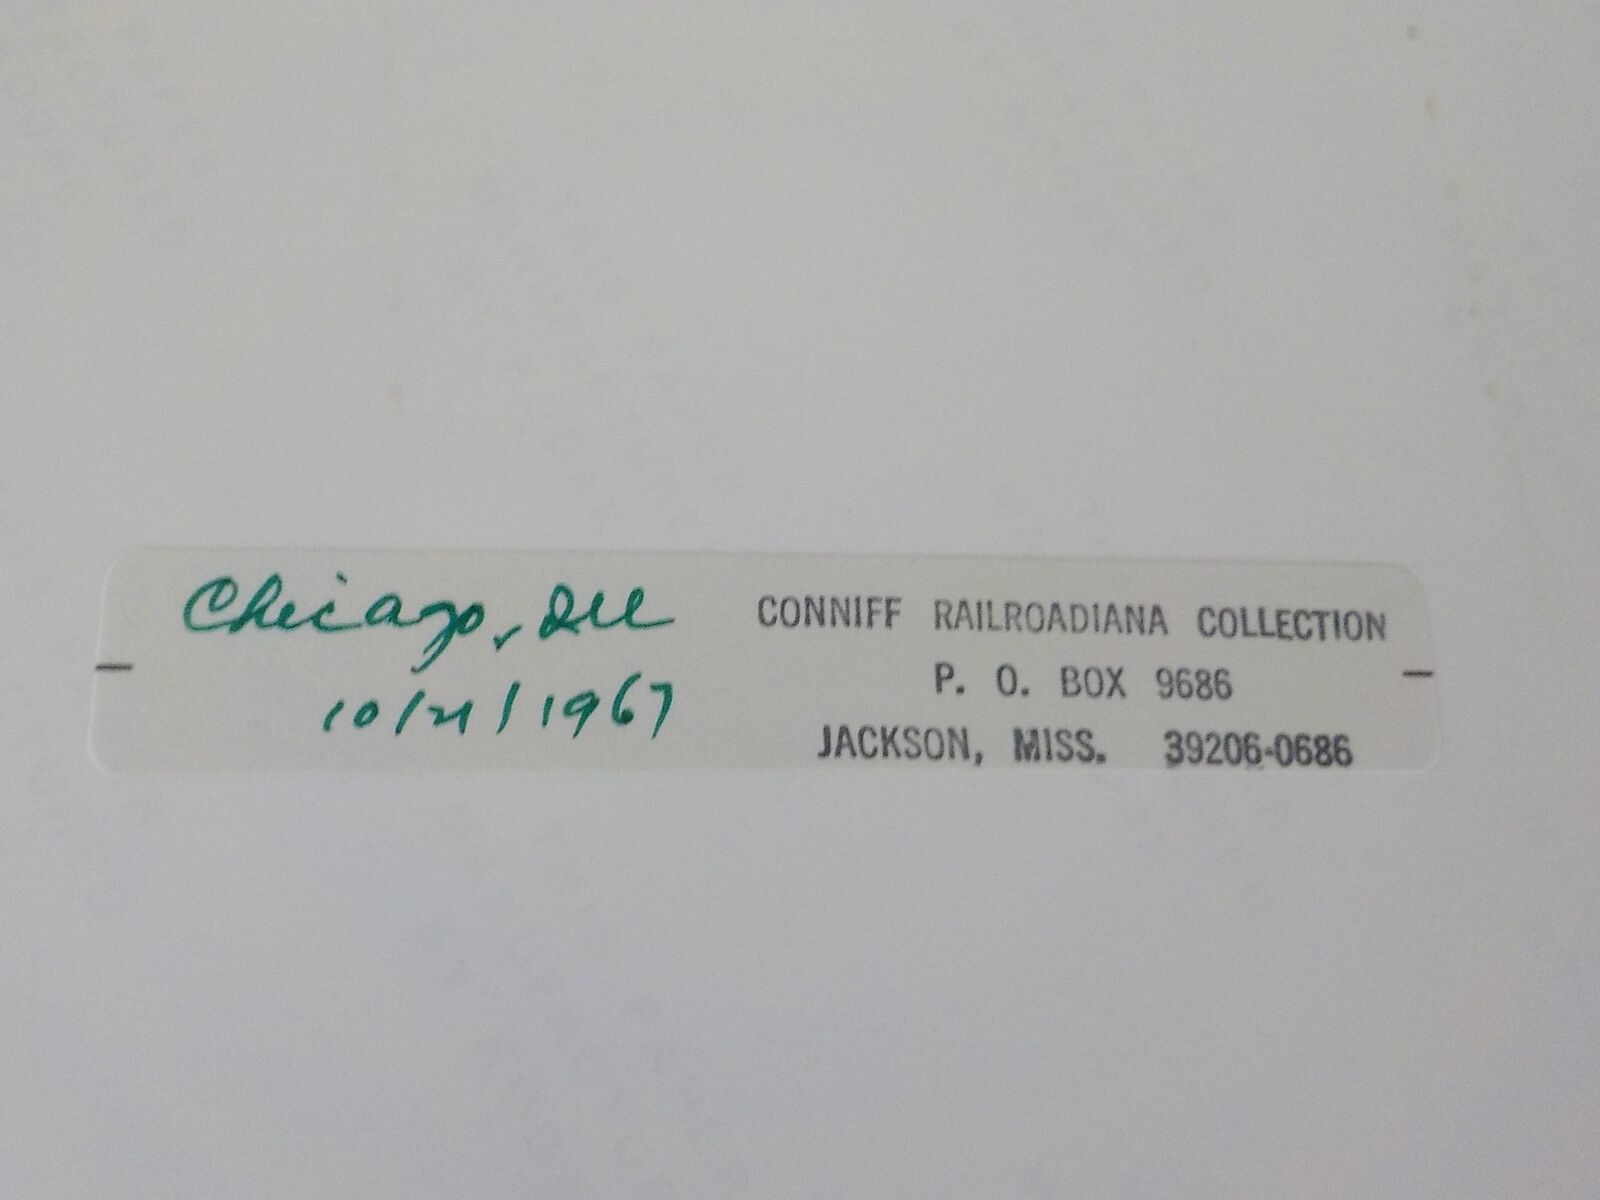 Chicago, Ill
10/21/1967
CONNIFF RAILROADIANA COLLECTION
P. O. BOX 9686
JACKSON, MISS. 39206-0686